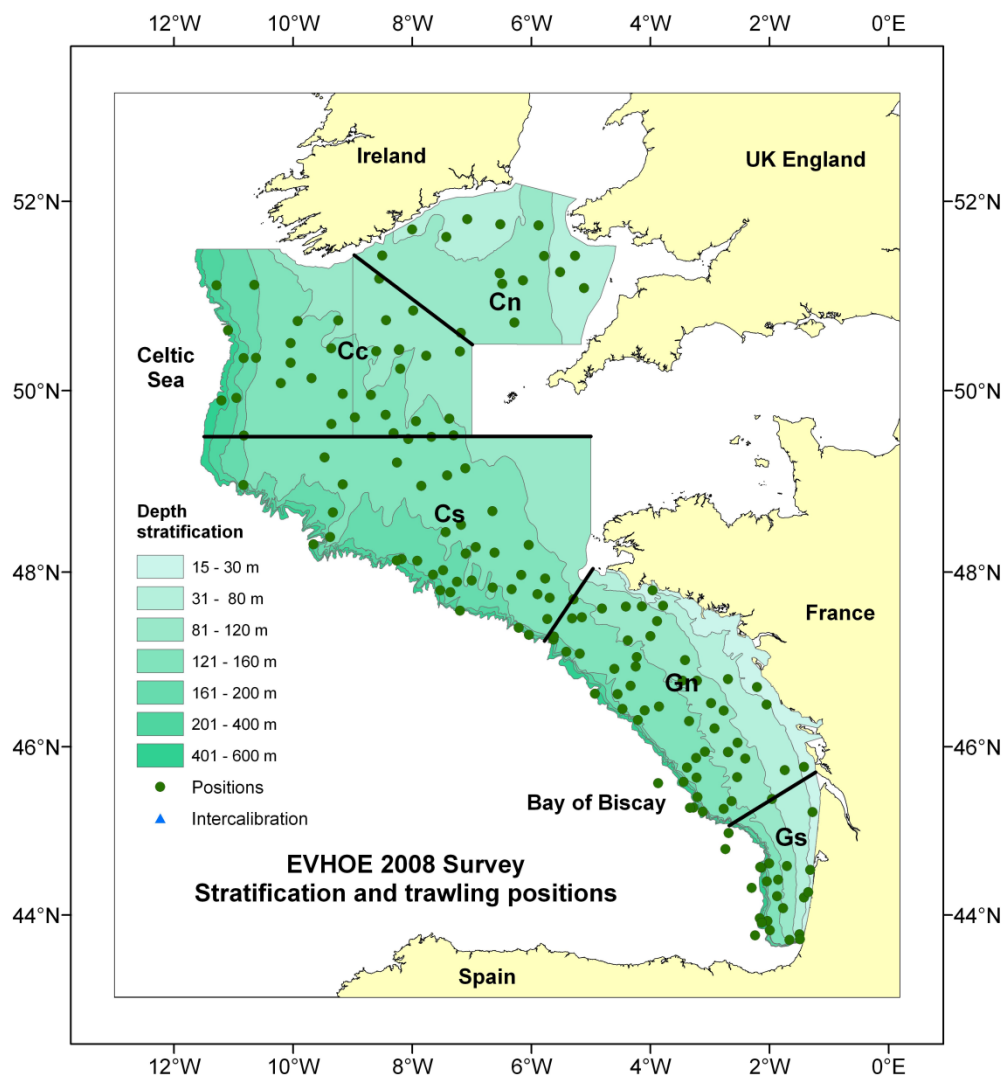 12°W 10°W 8°W 6°W 4°W 2°W 0°E
Ireland
UK England
52°N 52°N
Cn
Cc
Celtic
Sea
50°N 50°N
Depth
stratification
Cs
15 - 30 m
31 - 80 m
81 - 120 m
121 - 160 m
161 - 200 m
201 - 400 m
401 - 600 m
Positions
Intercalibration
48°N 48°N
France
Gn
46°N 46°N
Bay of Biscay
Gs
EVHOE 2008 Survey
Stratification and trawling positions
44°N 44°N
Spain
12°W 10°W 8°W 6°W 4°W 2°W 0°E